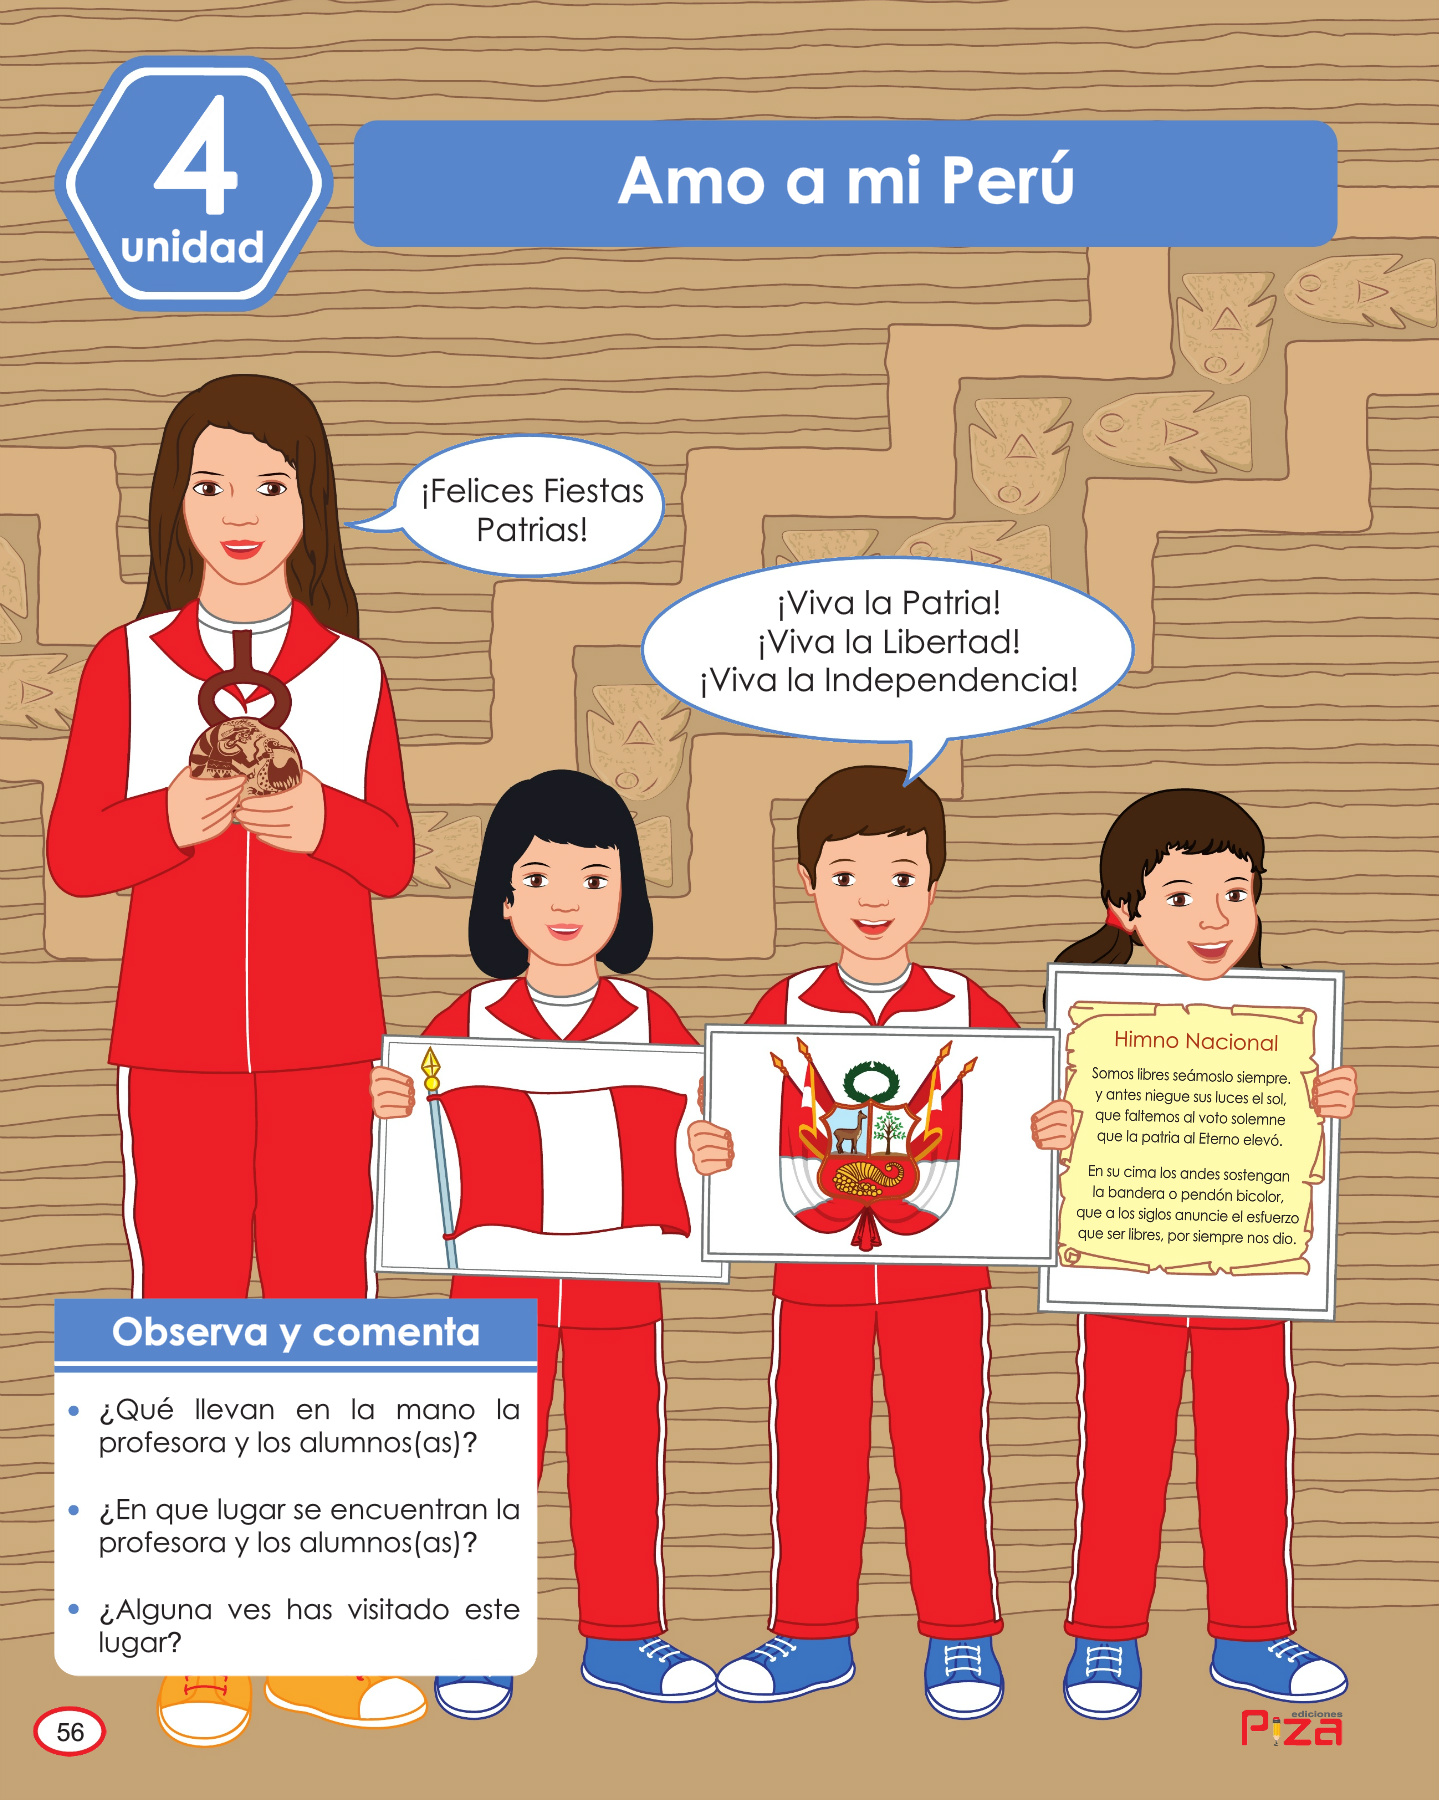 4
unidad
Amo a mi Perú
¡Felices Fiestas
Patrias!
¡Viva la Patria!
¡Viva la Libertad!
¡Viva la Independencia!
Himno Nacional
Somos libres seámoslo siempre.
y antes niegue sus luces el sol,
que faltemos al voto solemne
que la patria al Eterno elevó.
En su cima los andes sostengan
la bandera o pendón bicolor,
que a los siglos anuncie el esfuerzo
que ser libres, por siempre nos dio.
Observa y comenta
• ¿Qué llevan en la mano la
profesora y los alumnos(as)?
• ¿En que lugar se encuentran la
profesora y los alumnos(as)?
• ¿Alguna ves has visitado este
lugar?
56
ediciones
Piza